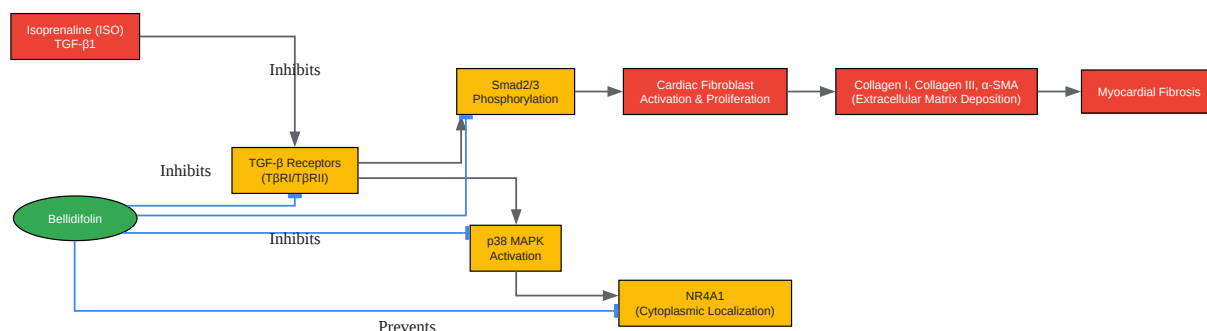 Isoprenaline (ISO)
TGF-β1
Inhibits
Smad2/3
Phosphorylation
Cardiac Fibroblast
Activation & Proliferation
Collagen I, Collagen III, α-SMA
(Extracellular Matrix Deposition)
Myocardial Fibrosis
TGF-β Receptors
(TβRI/TβRII)
Inhibits
Bellidifolin
Inhibits
p38 MAPK
Activation
NR4A1
(Cytoplasmic Localization)
Prevents